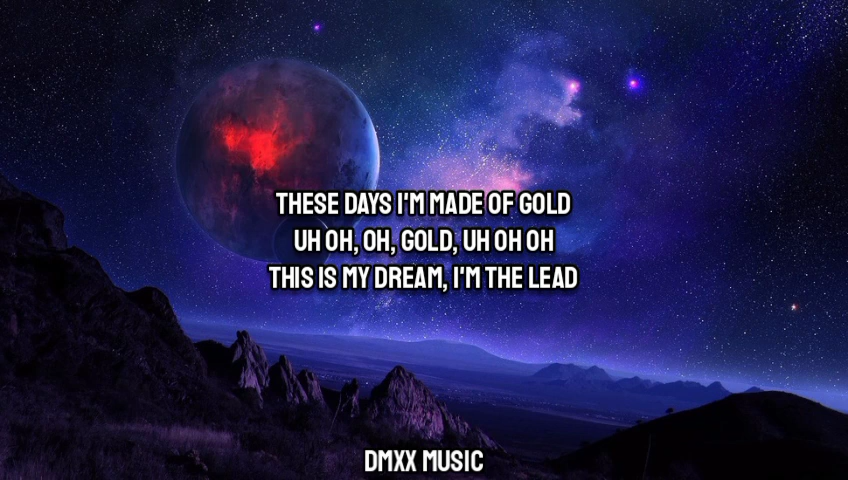 THESE DAYS I'M MADE OF GOLD
UH OH, OH, GOLD, UH OH OH
THIS IS MY DREAM, I'M THE LEAD
DMXX MUSIC